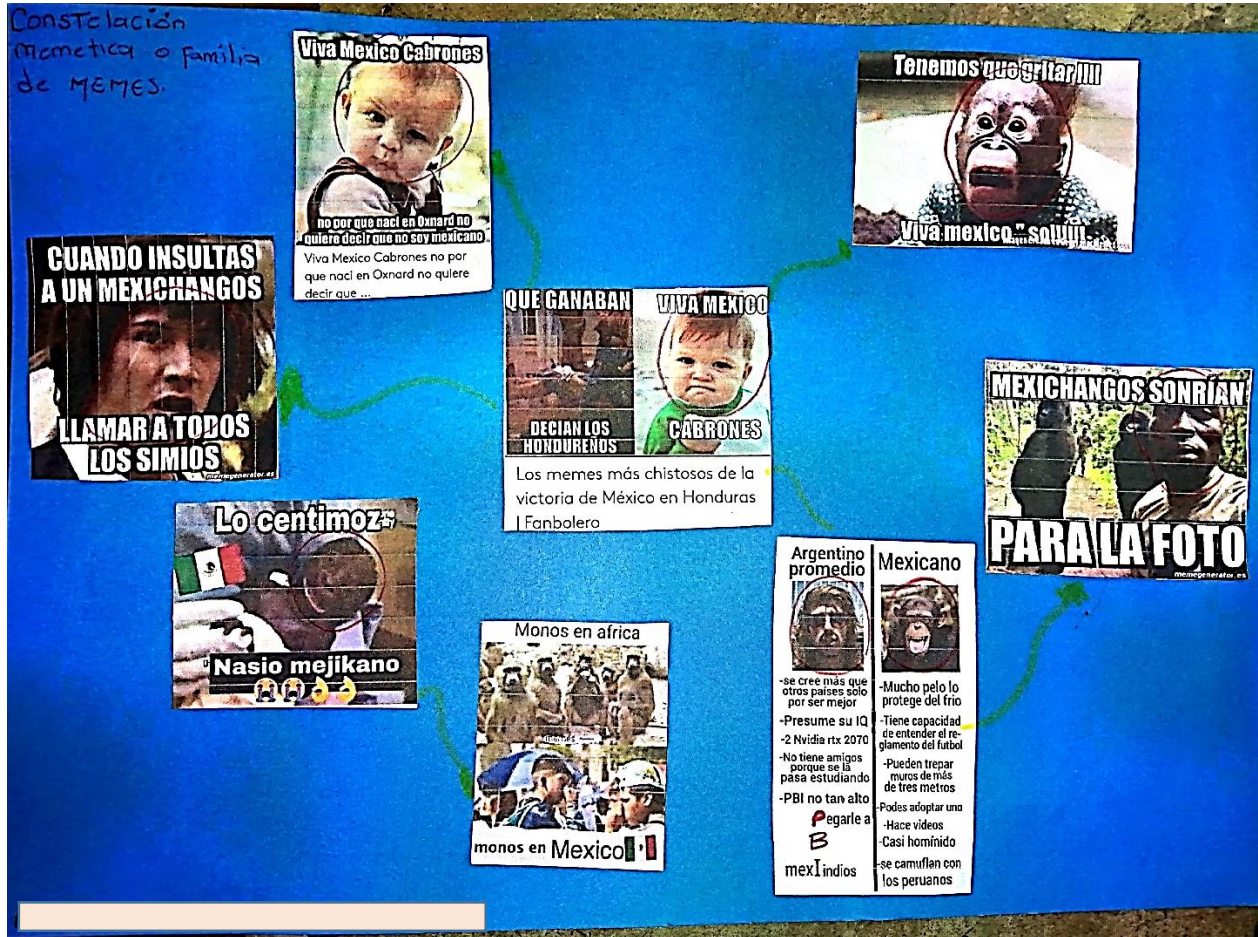 Constelación
Memetica o familia
de MEMES.
Viva Mexico Cabrones
no por que naci en Oxnard no
quiere decir que no soy mexicano
Viva Mexico Cabrones no por
que naci en Oxnard no quiere
decir que ...
Tenemos que gritar !!!!
Viva mexico " so!!!!!
CUANDO INSULTAS
A UN MEXICHANGOS
LLAMAR A TODOS
LOS SIMIOS
memegenerator.es
QUE GANABAN
DECIAN LOS
HONDUREÑOS
VIVA MEXICO
CABRONES
Los memes más chistosos de la
victoria de México en Honduras
| Fanbolero
MEXICHANGOS SONRÍAN
PARA LA FOTO
memegenerator.es
Lo centimoz
Nasio mejikano
Monos en africa
monos en Mexico
Argentino
promedio
-se cree más que
otros países solo
por ser mejor
-Presume su IQ
-2 Nvidia rtx 2070
-No tiene amigos
porque se la
pasa estudiando
-PBI no tan alto
Pegarle a
B
mexIndios
Mexicano
-Mucho pelo lo
protege del frio
-Tiene capacidad
de entender el re-
glamento del futbol
-Pueden trepar
muros de más
de tres metros
-Podes adoptar uno
-Hace videos
-Casi homínido
-se camuflan con
los peruanos